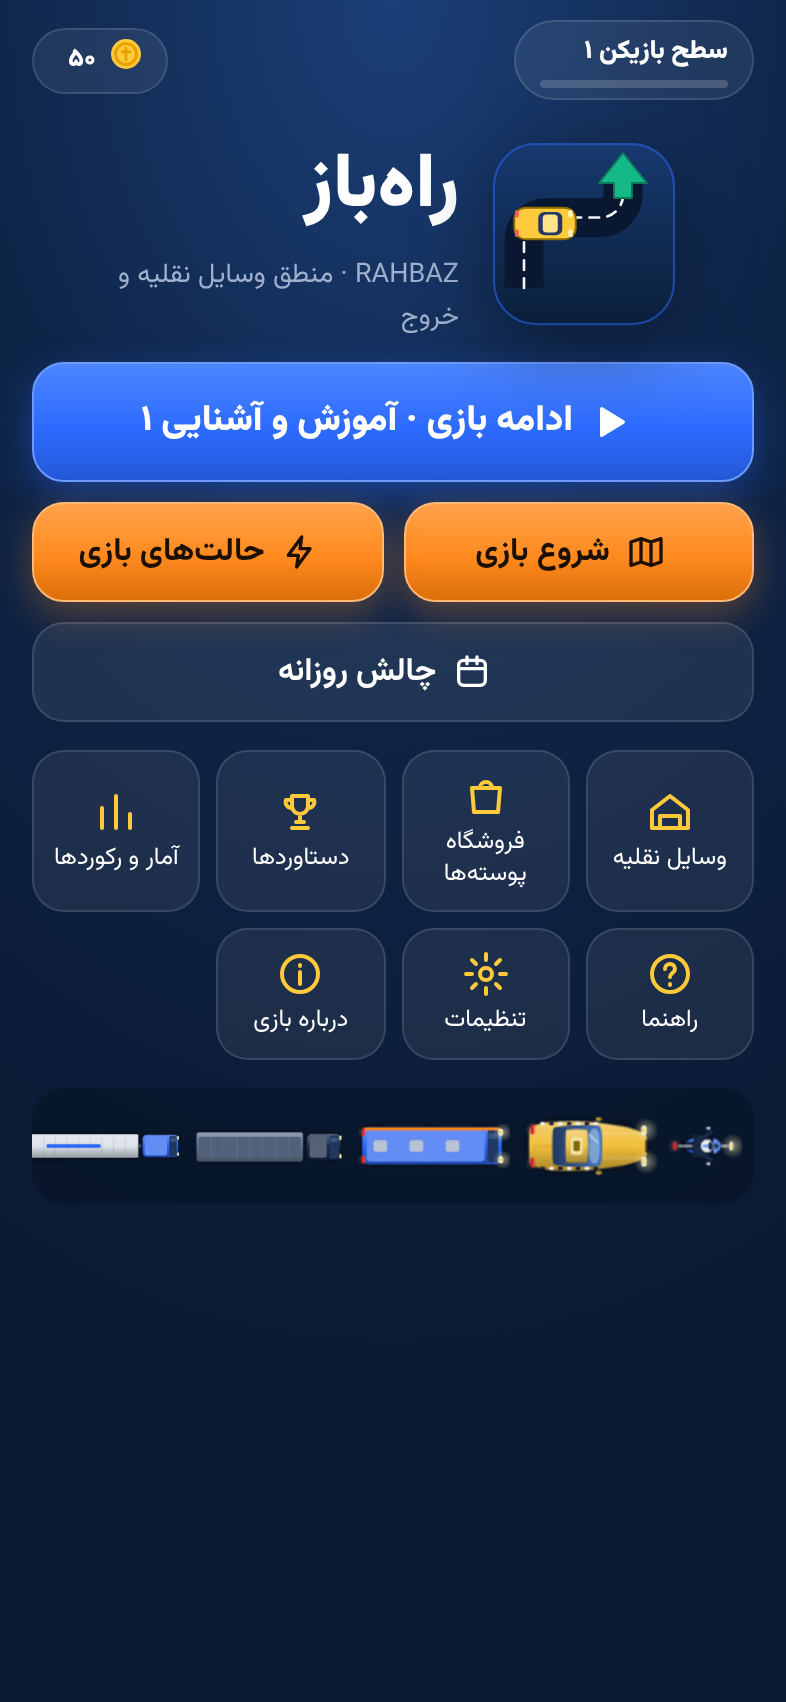 سطح بازیکن ۱
۵۰
راه‌باز
RAHBAZ · منطق وسایل نقلیه و
خروج
ادامه بازی · آموزش و آشنایی ۱
شروع بازی
حالت‌های بازی
چالش روزانه
وسایل نقلیه
فروشگاه
پوسته‌ها
دستاوردها
آمار و رکوردها
راهنما
تنظیمات
درباره بازی